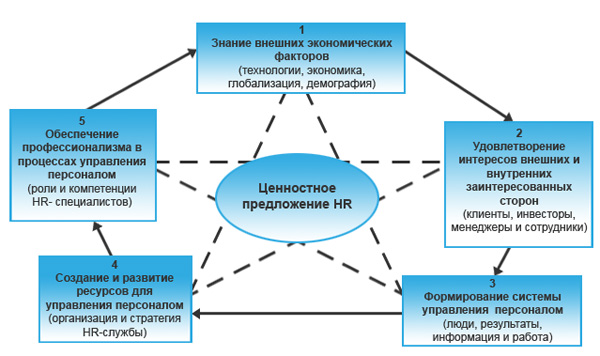 1
Знание внешних экономических
факторов
(технологии, экономика,
глобализация, демография)
2
Удовлетворение
интересов внешних и
внутренних
заинтересованных
сторон
(клиенты, инвесторы,
менеджеры и сотрудники)
3
Формирование системы
управления персоналом
(люди, результаты,
информация и работа)
4
Создание и развитие
ресурсов для
управления персоналом
(организация и стратегия
HR-службы)
5
Обеспечение
профессионализма в
процессах управления
персоналом
(роли и компетенции
HR- специалистов)
Ценностное
предложение HR